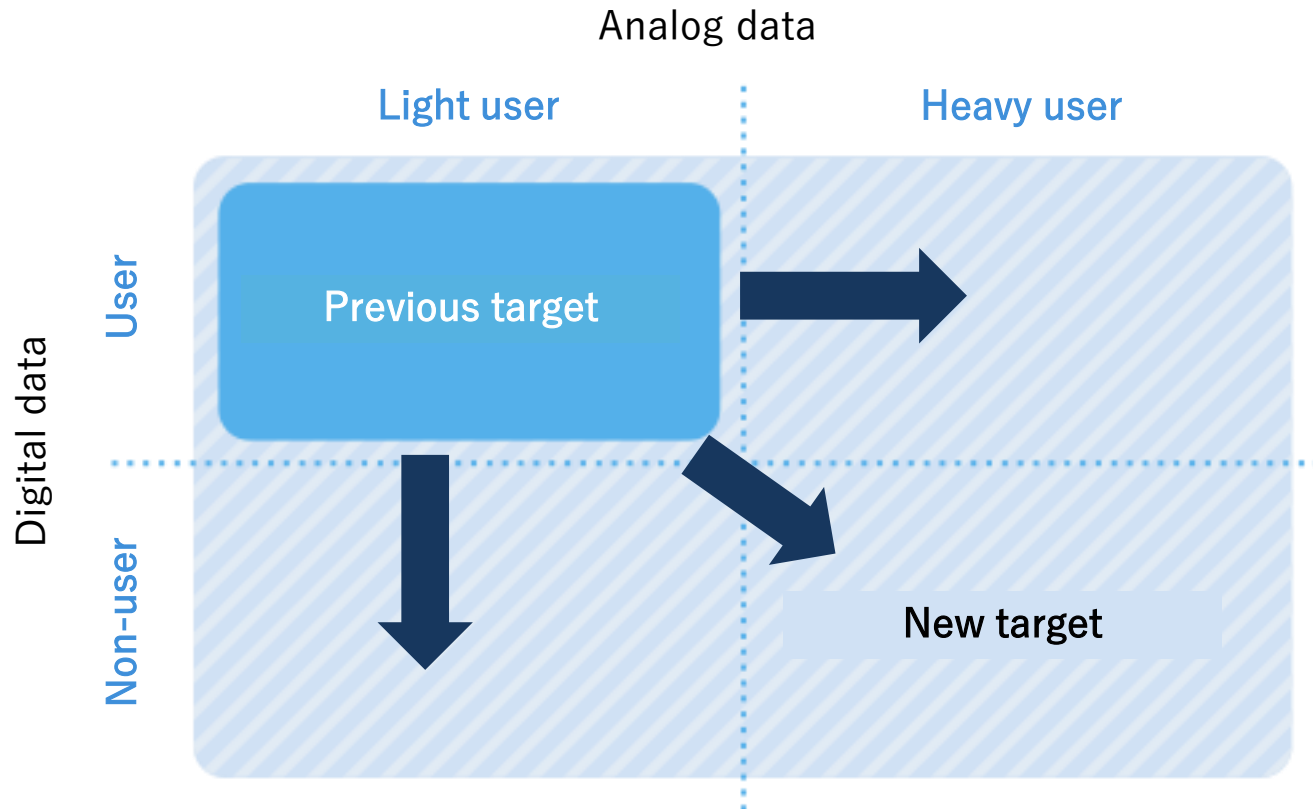 Analog data
Light user
Heavy user
User
Previous target
Digital data
Non-user
New target